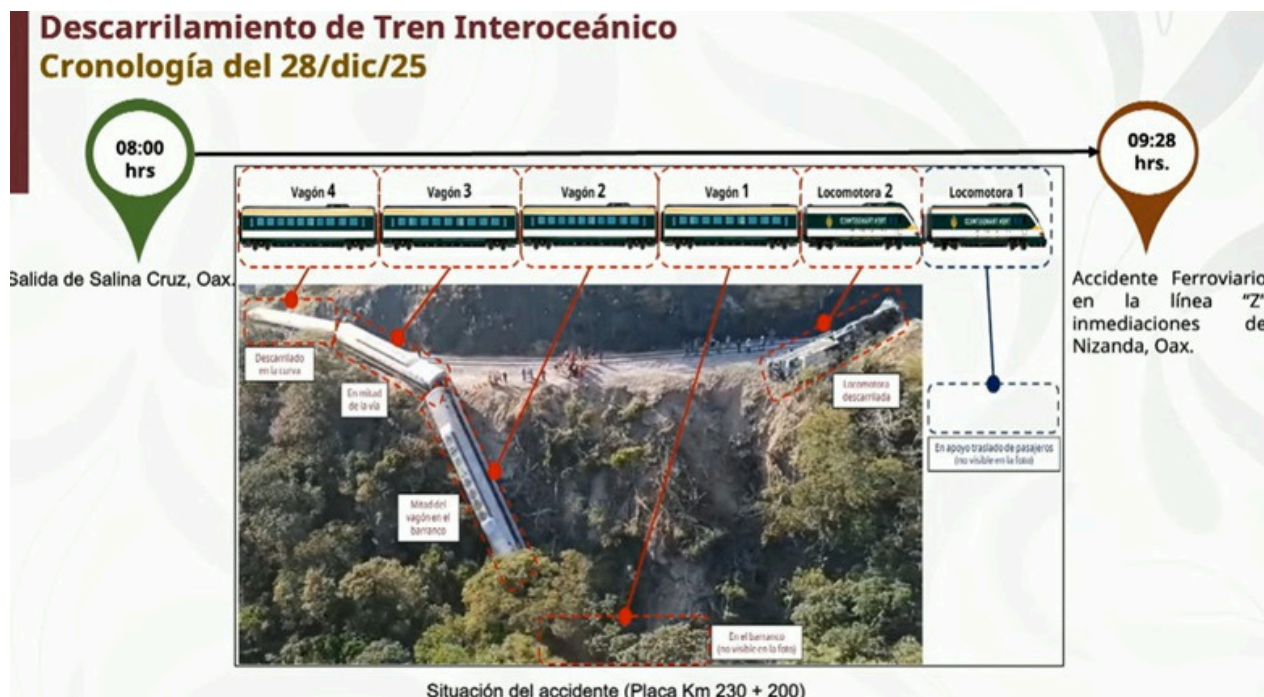 Descarrilamiento de Tren Interoceánico
Cronología del 28/dic/25
08:00
hrs
09:28
hrs.
Vagón 4
Vagón 3
Vagón 2
Vagón 1
Locomotora 2
Locomotora 1
Salida de Salina Cruz, Oax.
Accidente Ferroviario
en la línea "Z"
inmediaciones de
Nizanda, Oax.
Descarrilado
en la curva
En mitad
de la vía
Locomotora
descarrilada
Mitad del
vagón en el
barranco
En apoyo traslado de pasajeros
(no visible en la foto)
En el barranco
(no visible en la foto)
Situación del accidente (Placa Km 230 + 200)